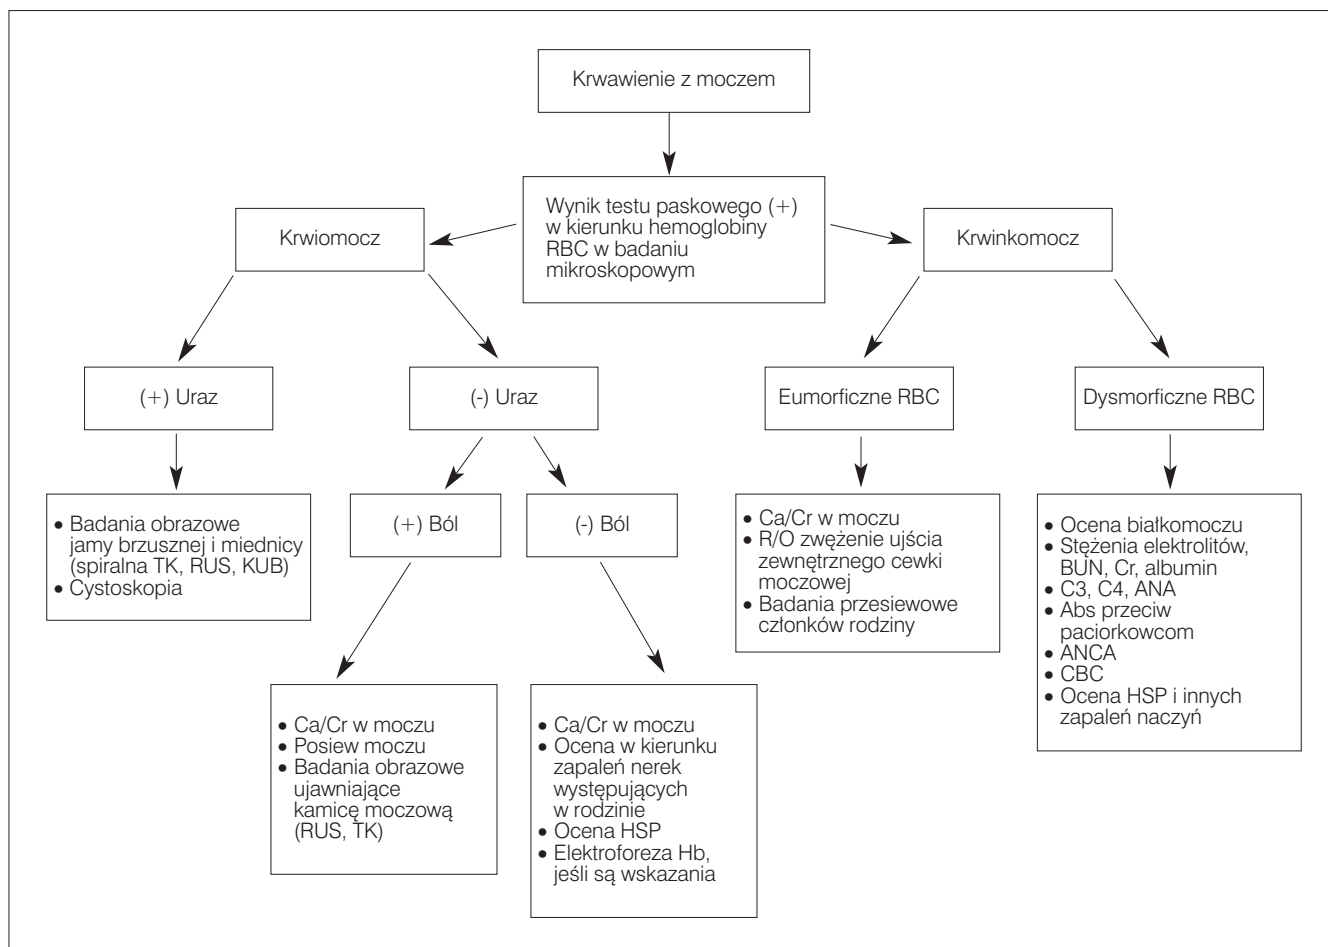 Krwawienie z moczem
Wynik testu paskowego (+)
w kierunku hemoglobiny
RBC w badaniu
mikroskopowym
Krwiomocz
Krwinkomocz
(+) Uraz
(-) Uraz
Eumorficzne RBC
Dysmorficzne RBC
• Badania obrazowe
jamy brzusznej i miednicy
(spiralna TK, RUS, KUB)
• Cystoskopia
(+) Ból
(-) Ból
• Ca/Cr w moczu
• R/O zwężenie ujścia
zewnętrznego cewki
moczowej
• Badania przesiewowe
członków rodziny
• Ocena białkomoczu
• Stężenia elektrolitów,
BUN, Cr, albumin
• C3, C4, ANA
• Abs przeciw
paciorkowcom
• ANCA
• CBC
• Ocena HSP i innych
zapaleń naczyń
• Ca/Cr w moczu
• Posiew moczu
• Badania obrazowe
ujawniające
kamicę moczową
(RUS, TK)
• Ca/Cr w moczu
• Ocena w kierunku
zapaleń nerek
występujących
w rodzinie
• Ocena HSP
• Elektroforeza Hb,
jeśli są wskazania